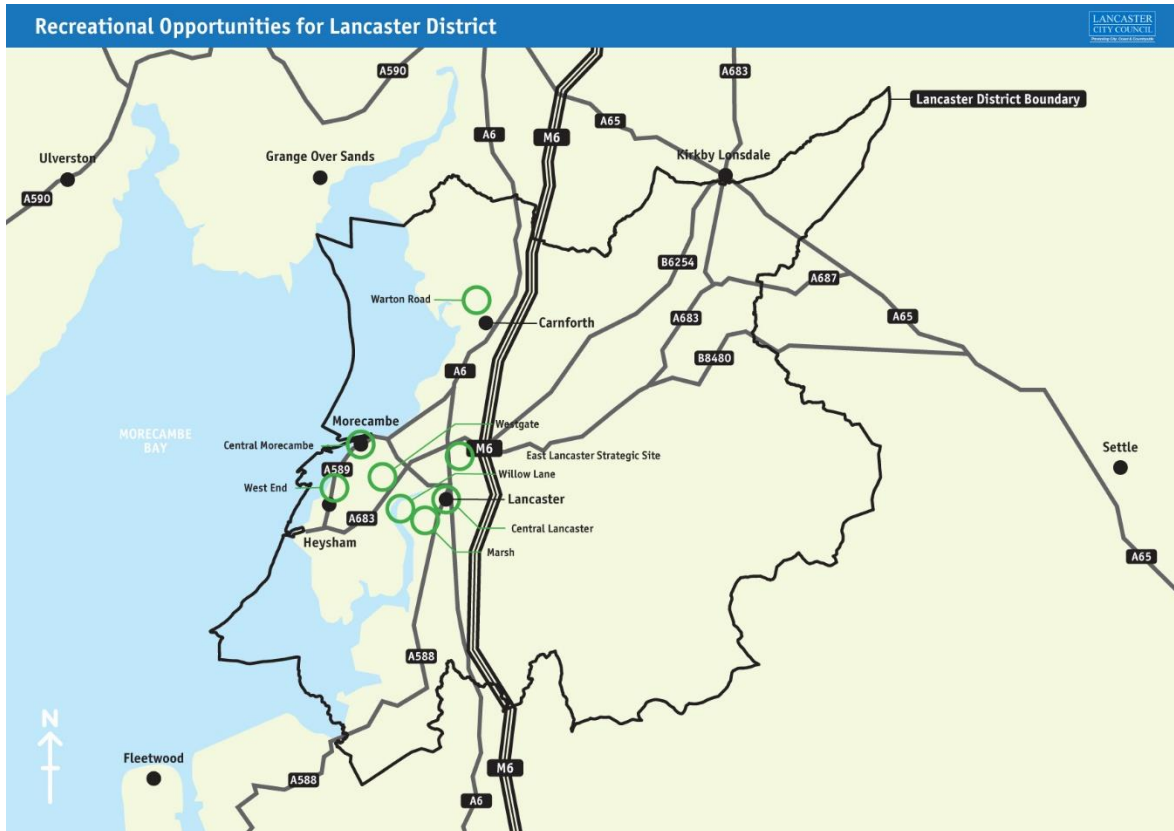 Recreational Opportunities for Lancaster District
LANCASTER
CITY COUNCIL
A590
A683
Lancaster District Boundary
A6
M6
A65
Ulverston
Grange Over Sands
Kirkby Lonsdale
A590
B6254
A687
Warton Road
Carnforth
A683
A65
B8480
A6
Morecambe
Westgate
MORECAMBE
BAY
Central Morecambe
M6
East Lancaster Strategic Site
Settle
A589
Willow Lane
West End
Lancaster
A683
Central Lancaster
Heysham
Marsh
A65
A588
N
Fleetwood
M6
A588
A6